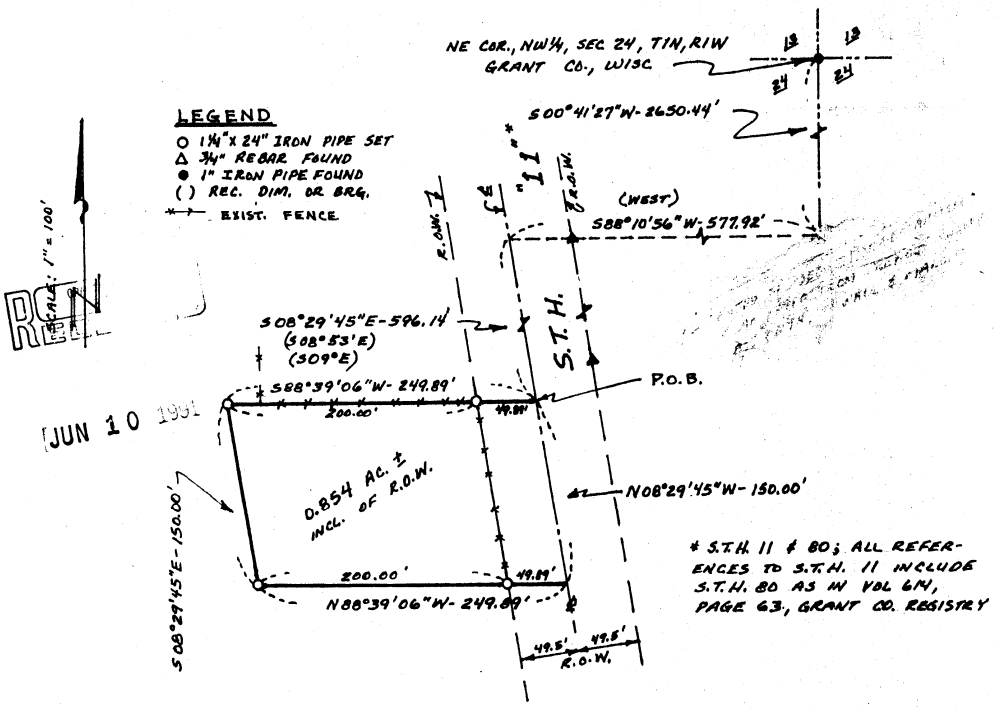 NE COR., NW¼, SEC 24, T1N, R1W
GRANT CO., WISC
13
13
24
24
S 00°41'27"W-2650.44'
LEGEND
1¼" X 24" IRON PIPE SET
¾" REBAR FOUND
1" IRON PIPE FOUND
( ) REC. DIM. OR BRG.
EXIST. FENCE
SCALE: 1" = 100'
N
R.O.W.
"11" *
R.O.W.
S.T.H.
(WEST)
S88°10'56"W-577.92'
S08°29'45"E-596.14'
(S08°53'E)
(S09°E)
S88°39'06"W-249.89'
200.00'
49.89'
P.O.B.
JUN 10 1991
0.854 AC. ±
INCL. OF R.O.W.
S08°29'45"E-150.00'
N08°29'45"W-150.00'
200.00'
49.89'
N88°39'06"W-249.89'
49.5'
49.5'
R.O.W.
* S.T.H. 11 & 80; ALL REFER-
ENCES TO S.T.H. 11 INCLUDE
S.T.H. 80 AS IN VOL 614,
PAGE 63, GRANT CO. REGISTRY